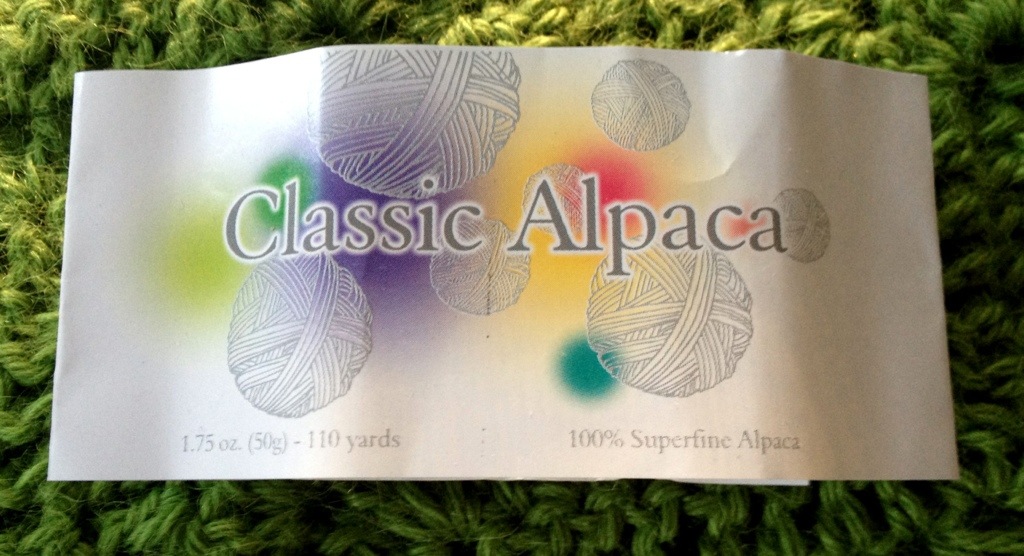 Classic Alpaca
1.75 oz. (50g) - 110 yards
100% Superfine Alpaca